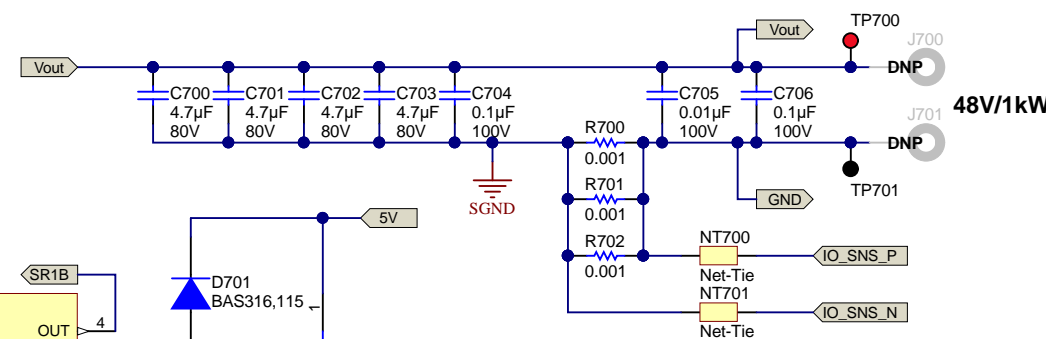 TP700
Vout
J700
Vout
DNP
C700
4.7µF
80V
C701
4.7µF
80V
C702
4.7µF
80V
C703
4.7µF
80V
C704
0.1µF
100V
C705
0.01µF
100V
C706
0.1µF
100V
J701
48V/1kW
R700
0.001
DNP
R701
0.001
TP701
GND
SGND
5V
R702
0.001
NT700
Net-Tie
IO_SNS_P
SR1B
D701
BAS316,115
1
NT701
Net-Tie
IO_SNS_N
OUT
4